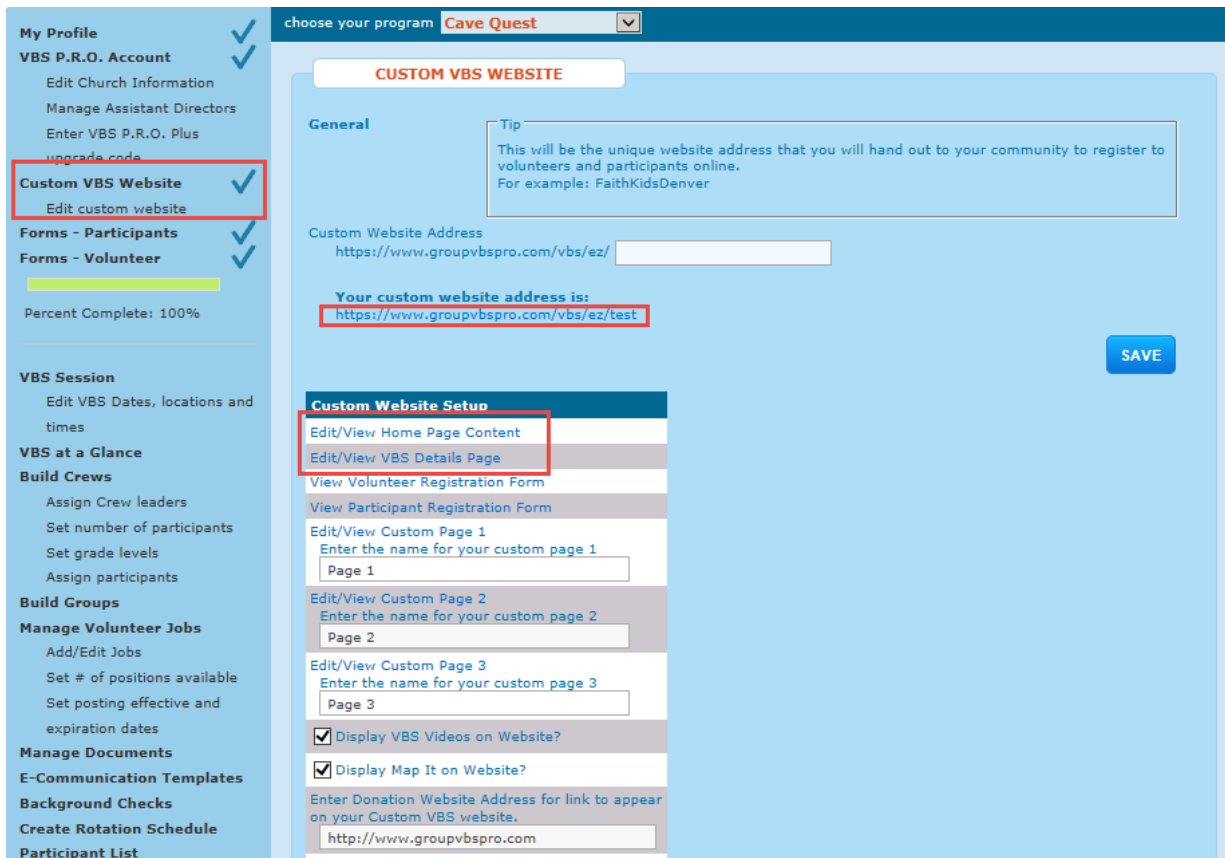 My Profile
VBS P.R.O. Account
Edit Church Information
Manage Assistant Directors
Enter VBS P.R.O. Plus
upgrade code
Custom VBS Website
Edit custom website
Forms - Participants
Forms - Volunteer
Percent Complete: 100%
VBS Session
Edit VBS Dates, locations and
times
VBS at a Glance
Build Crews
Assign Crew leaders
Set number of participants
Set grade levels
Assign participants
Build Groups
Manage Volunteer Jobs
Add/Edit Jobs
Set # of positions available
Set posting effective and
expiration dates
Manage Documents
E-Communication Templates
Background Checks
Create Rotation Schedule
Participant List
choose your program Cave Quest
CUSTOM VBS WEBSITE
General
Tip
This will be the unique website address that you will hand out to your community to register to
volunteers and participants online.
For example: FaithKidsDenver
Custom Website Address
https://www.groupvbspro.com/vbs/ez/
Your custom website address is:
https://www.groupvbspro.com/vbs/ez/test
SAVE
Custom Website Setup
Edit/View Home Page Content
Edit/View VBS Details Page
View Volunteer Registration Form
View Participant Registration Form
Edit/View Custom Page 1
Enter the name for your custom page 1
Page 1
Edit/View Custom Page 2
Enter the name for your custom page 2
Page 2
Edit/View Custom Page 3
Enter the name for your custom page 3
Page 3
Display VBS Videos on Website?
Display Map It on Website?
Enter Donation Website Address for link to appear
on your Custom VBS website.
http://www.groupvbspro.com